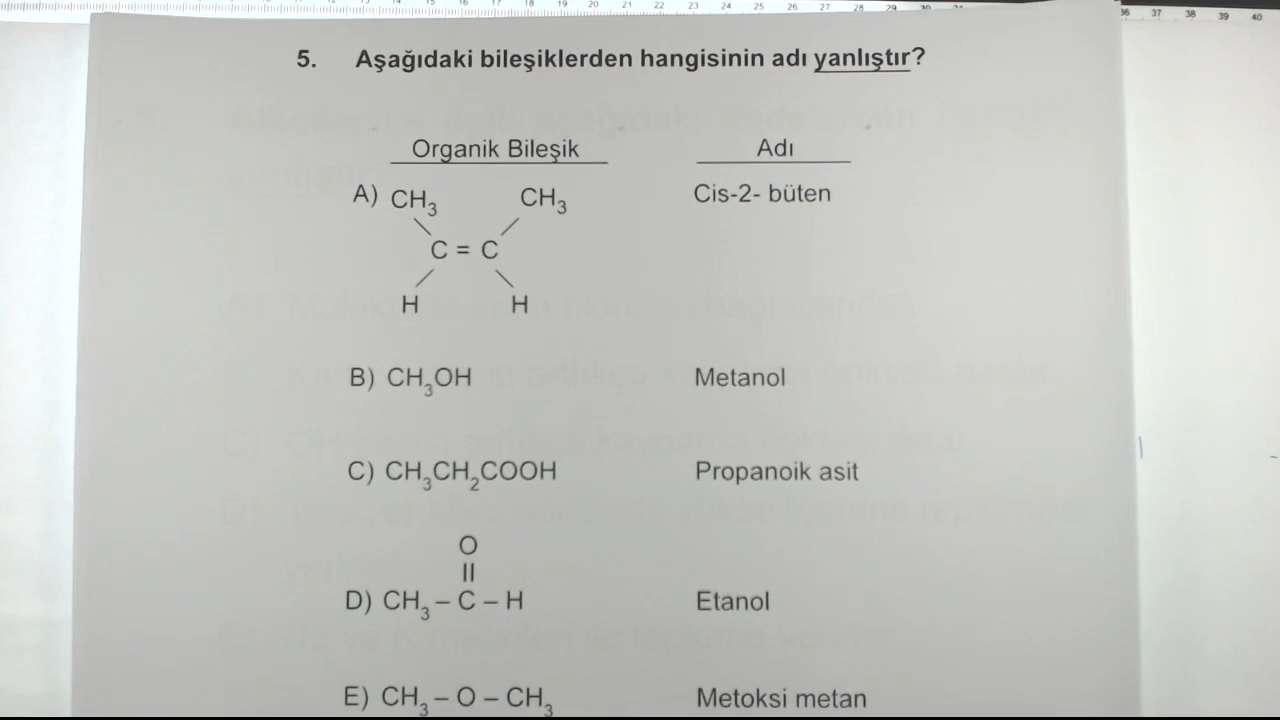 5. Aşağıdaki bileşiklerden hangisinin adı yanlıştır?
Organik Bileşik Adı
A) CH₃ CH₃ Cis-2- büten
C = C
H H
B) CH₃OH Metanol
C) CH₃CH₂COOH Propanoik asit
O
D) CH₃ – C – H Etanol
E) CH₃ – O – CH₃ Metoksi metan